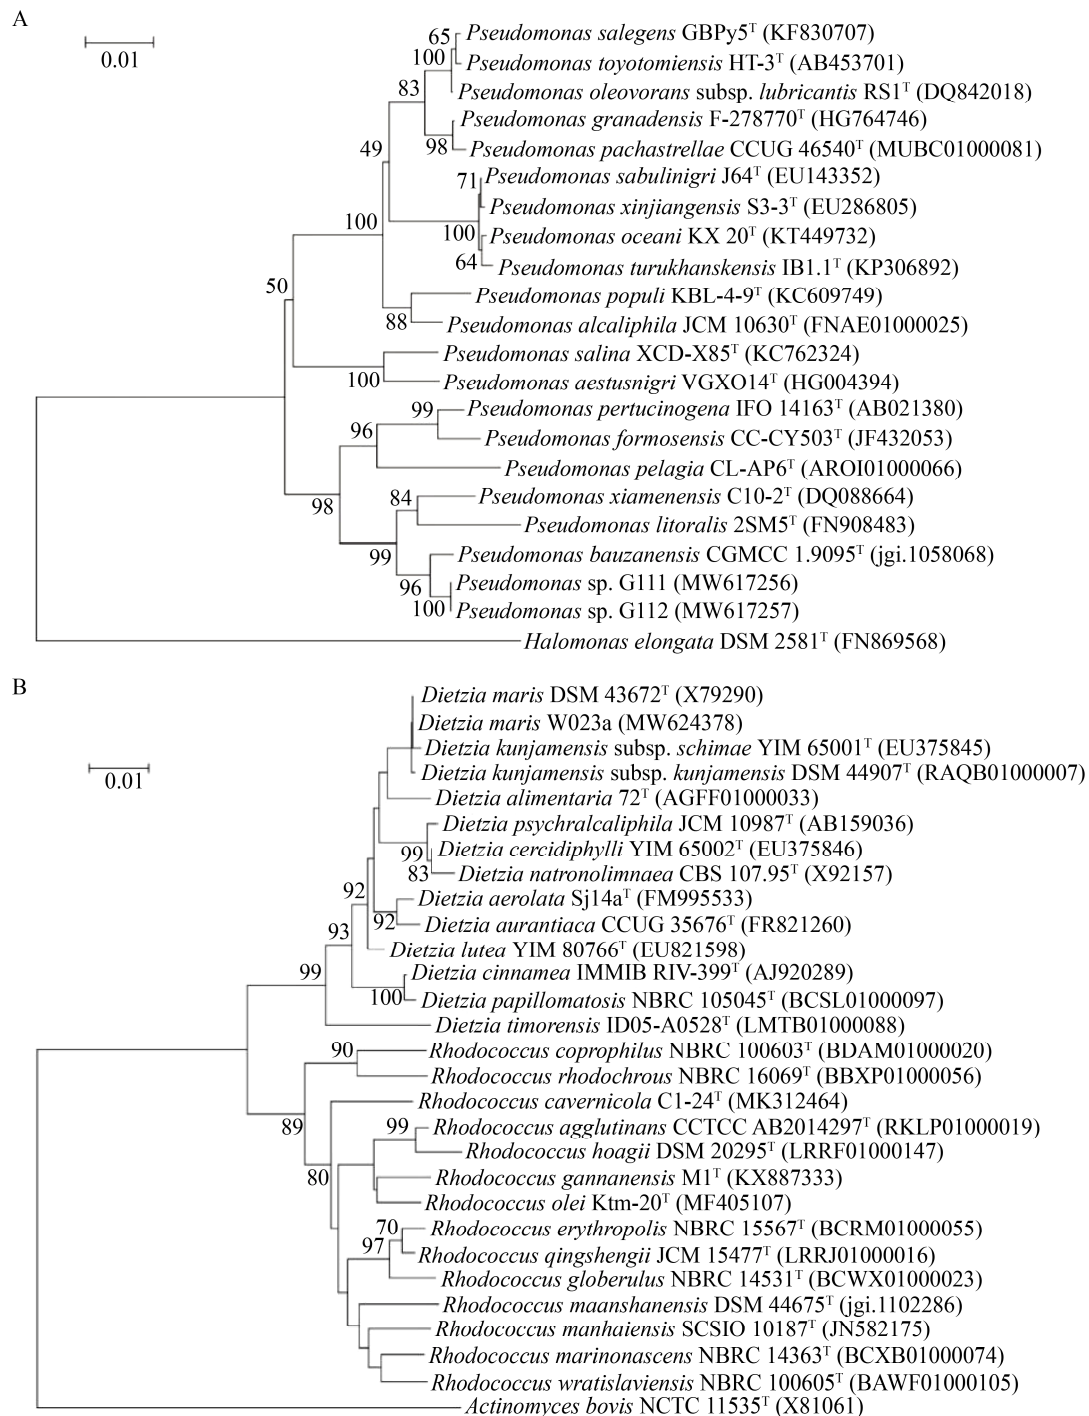 A
0.01
65 Pseudomonas salegens GBPy5ᵀ (KF830707)
100 Pseudomonas toyotomiensis HT-3ᵀ (AB453701)
83 Pseudomonas oleovorans subsp. lubricantis RS1ᵀ (DQ842018)
Pseudomonas granadensis F-278770ᵀ (HG764746)
49 98 Pseudomonas pachastrellae CCUG 46540ᵀ (MUBC01000081)
71 Pseudomonas sabulinigri J64ᵀ (EU143352)
Pseudomonas xinjiangensis S3-3ᵀ (EU286805)
100 100 Pseudomonas oceani KX 20ᵀ (KT449732)
64 Pseudomonas turukhanskensis IB1.1ᵀ (KP306892)
50 Pseudomonas populi KBL-4-9ᵀ (KC609749)
88 Pseudomonas alcaliphila JCM 10630ᵀ (FNAE01000025)
Pseudomonas salina XCD-X85ᵀ (KC762324)
100 Pseudomonas aestusnigri VGXO14ᵀ (HG004394)
99 Pseudomonas pertucinogena IFO 14163ᵀ (AB021380)
96 Pseudomonas formosensis CC-CY503ᵀ (JF432053)
Pseudomonas pelagia CL-AP6ᵀ (AROI01000066)
98 84 Pseudomonas xiamenensis C10-2ᵀ (DQ088664)
Pseudomonas litoralis 2SM5ᵀ (FN908483)
99 Pseudomonas bauzanensis CGMCC 1.9095ᵀ (jgi.1058068)
96 Pseudomonas sp. G111 (MW617256)
100 Pseudomonas sp. G112 (MW617257)
Halomonas elongata DSM 2581ᵀ (FN869568)
B
0.01
Dietzia maris DSM 43672ᵀ (X79290)
Dietzia maris W023a (MW624378)
Dietzia kunjamensis subsp. schimae YIM 65001ᵀ (EU375845)
Dietzia kunjamensis subsp. kunjamensis DSM 44907ᵀ (RAQB01000007)
Dietzia alimentaria 72ᵀ (AGFF01000033)
Dietzia psychralcaliphila JCM 10987ᵀ (AB159036)
99 Dietzia cercidiphylli YIM 65002ᵀ (EU375846)
83 Dietzia natronolimnaea CBS 107.95ᵀ (X92157)
92 Dietzia aerolata Sj14aᵀ (FM995533)
93 92 Dietzia aurantiaca CCUG 35676ᵀ (FR821260)
Dietzia lutea YIM 80766ᵀ (EU821598)
99 Dietzia cinnamea IMMIB RIV-399ᵀ (AJ920289)
100 Dietzia papillomatosis NBRC 105045ᵀ (BCSL01000097)
Dietzia timorensis ID05-A0528ᵀ (LMTB01000088)
90 Rhodococcus coprophilus NBRC 100603ᵀ (BDAM01000020)
Rhodococcus rhodochrous NBRC 16069ᵀ (BBXP01000056)
Rhodococcus cavernicola C1-24ᵀ (MK312464)
89 99 Rhodococcus agglutinans CCTCC AB2014297ᵀ (RKLP01000019)
Rhodococcus hoagii DSM 20295ᵀ (LRRF01000147)
80 Rhodococcus gannanensis M1ᵀ (KX887333)
Rhodococcus olei Ktm-20ᵀ (MF405107)
70 Rhodococcus erythropolis NBRC 15567ᵀ (BCRM01000055)
97 Rhodococcus qingshengii JCM 15477ᵀ (LRRJ01000016)
Rhodococcus globerulus NBRC 14531ᵀ (BCWX01000023)
Rhodococcus maanshanensis DSM 44675ᵀ (jgi.1102286)
Rhodococcus manhaiensis SCSIO 10187ᵀ (JN582175)
Rhodococcus marinonascens NBRC 14363ᵀ (BCXB01000074)
Rhodococcus wratislaviensis NBRC 100605ᵀ (BAWF01000105)
Actinomyces bovis NCTC 11535ᵀ (X81061)